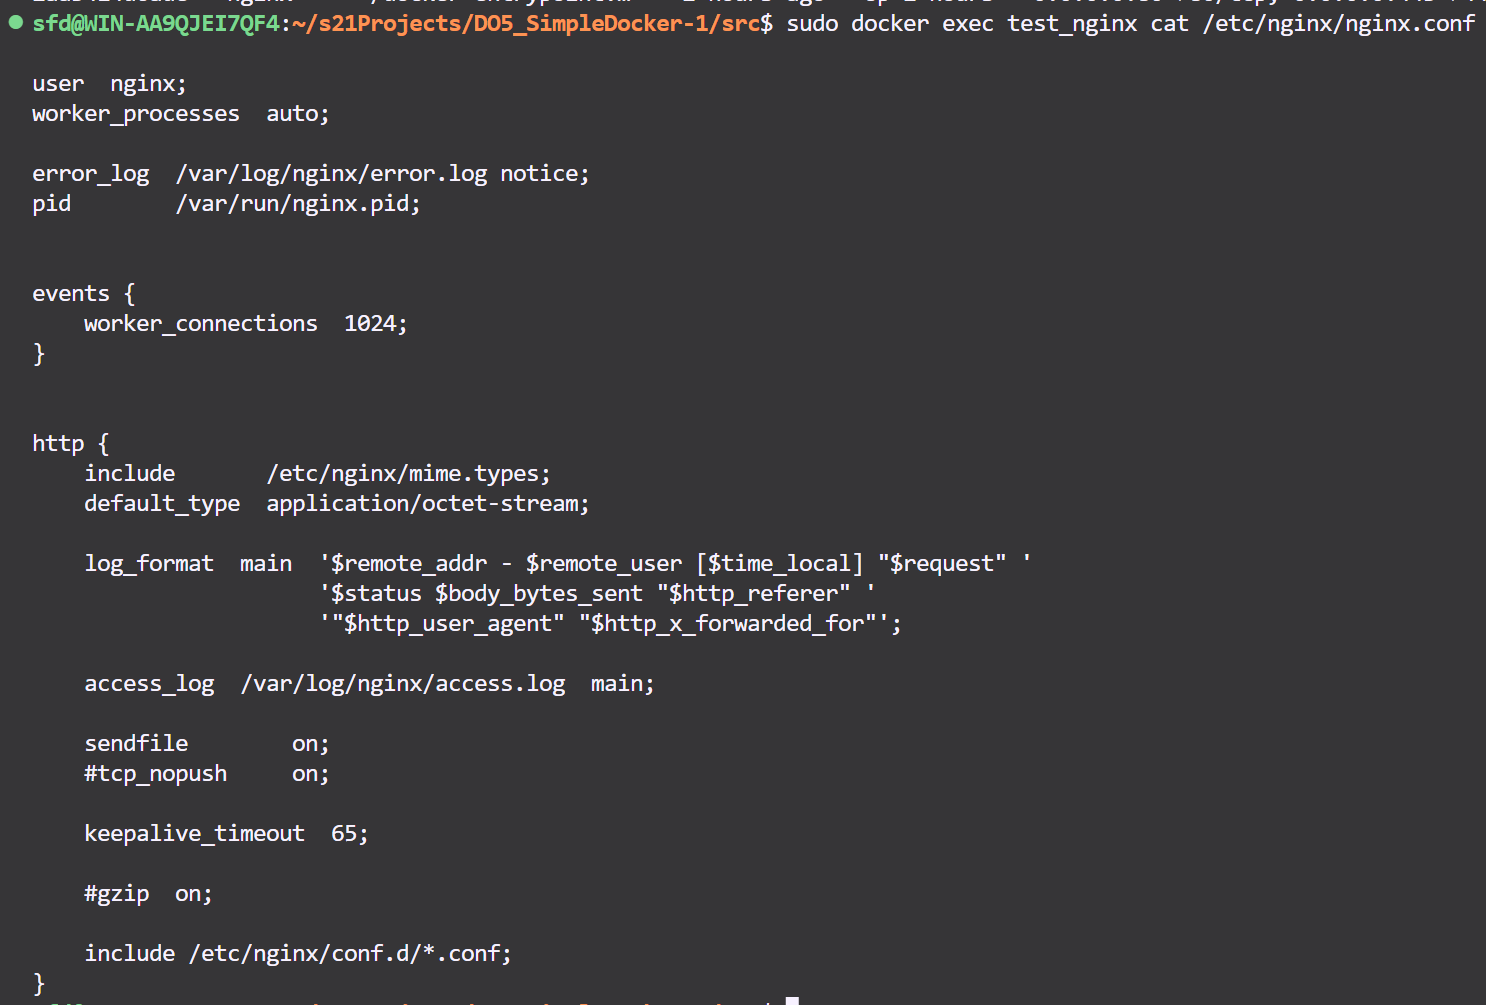 sfd@WIN-AA9QJEI7QF4:~/s21Projects/DO5_SimpleDocker-1/src$ sudo docker exec test_nginx cat /etc/nginx/nginx.conf
user  nginx;
worker_processes  auto;
error_log  /var/log/nginx/error.log notice;
pid        /var/run/nginx.pid;
events {
    worker_connections  1024;
}
http {
    include       /etc/nginx/mime.types;
    default_type  application/octet-stream;
    log_format  main  '$remote_addr - $remote_user [$time_local] "$request" '
                      '$status $body_bytes_sent "$http_referer" '
                      '"$http_user_agent" "$http_x_forwarded_for"';
    access_log  /var/log/nginx/access.log  main;
    sendfile        on;
    #tcp_nopush     on;
    keepalive_timeout  65;
    #gzip  on;
    include /etc/nginx/conf.d/*.conf;
}